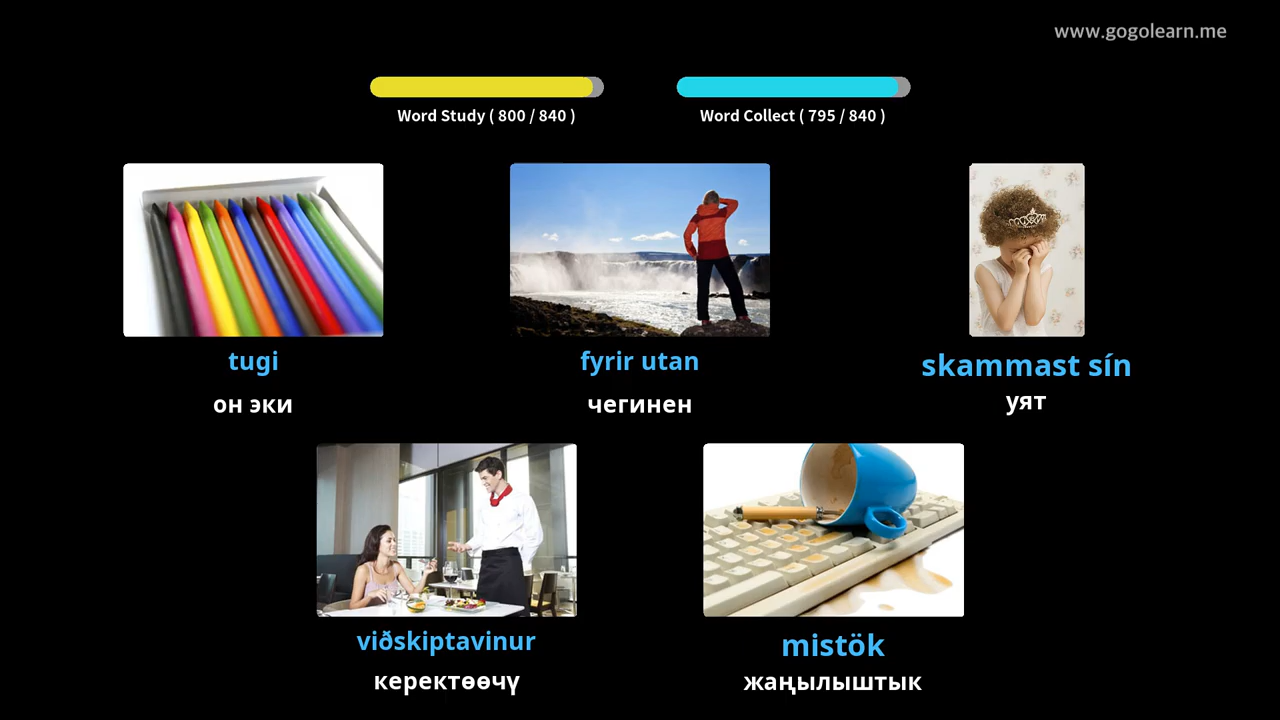 www.gogolearn.me
Word Study ( 800 / 840 )
Word Collect ( 795 / 840 )
tugi
он эки
fyrir utan
чегинен
skammast sín
уят
viðskiptavinur
керектөөчү
mistök
жаңылыштык